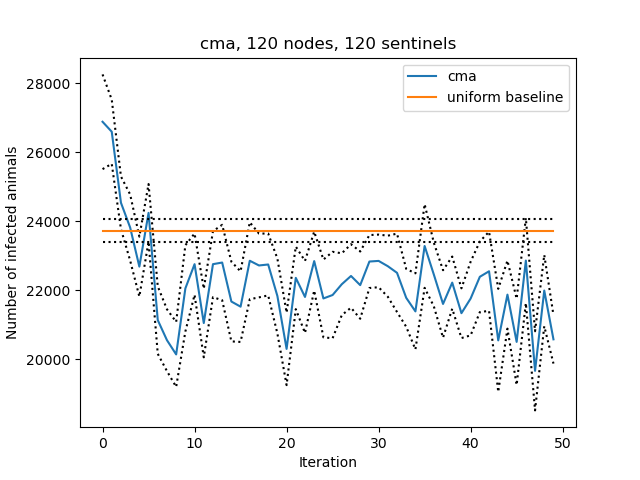 cma, 120 nodes, 120 sentinels
cma
uniform baseline
Number of infected animals
28000
26000
24000
22000
20000
0 10 20 30 40 50
Iteration